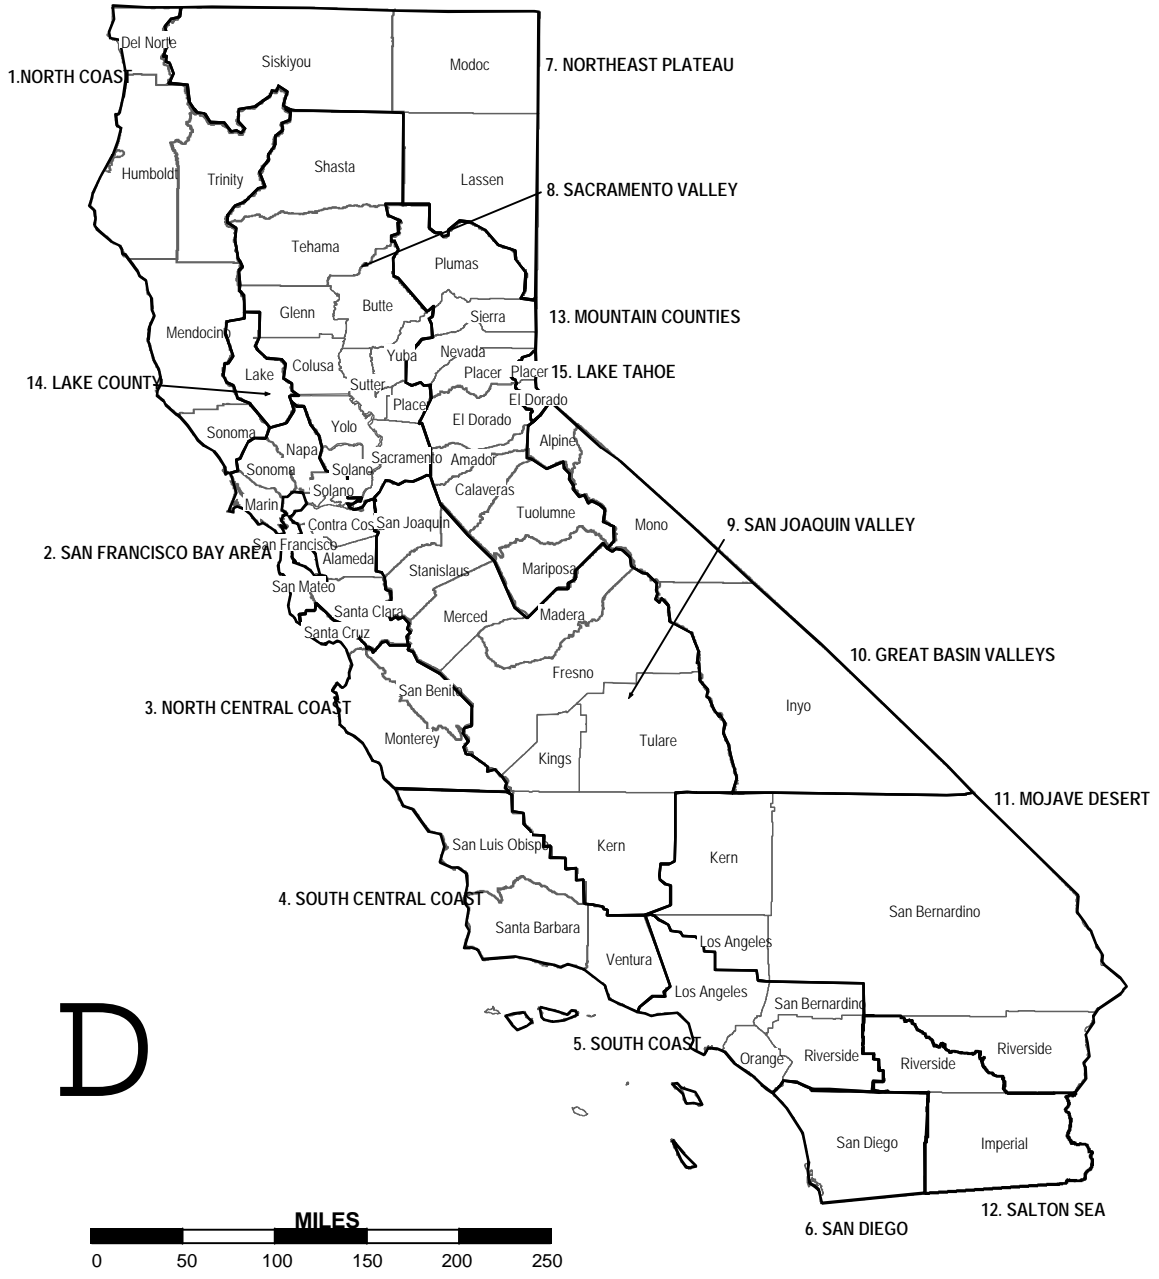 Del Norte
Siskiyou
Modoc
7. NORTHEAST PLATEAU
1.NORTH COAST
Humboldt
Trinity
Shasta
Lassen
8. SACRAMENTO VALLEY
Tehama
Plumas
Glenn
Butte
Sierra
13. MOUNTAIN COUNTIES
Mendocino
Lake
Colusa
Yuba
Nevada
Placer
Placer
15. LAKE TAHOE
14. LAKE COUNTY
Sutter
Place
El Dorado
El Dorado
Sonoma
Napa
Yolo
Sacramento
Amador
Alpine
Sonoma
Solano
Solano
Marin
Calaveras
Tuolumne
Mono
9. SAN JOAQUIN VALLEY
Contra Cos
San Joaquin
San Francisco
2. SAN FRANCISCO BAY AREA
Alameda
Stanislaus
Mariposa
San Mateo
Santa Clara
Merced
Madera
Santa Cruz
10. GREAT BASIN VALLEYS
Fresno
San Benito
Inyo
3. NORTH CENTRAL COAST
Monterey
Kings
Tulare
11. MOJAVE DESERT
San Luis Obispo
Kern
Kern
4. SOUTH CENTRAL COAST
San Bernardino
Santa Barbara
Ventura
Los Angeles
Los Angeles
San Bernardino
5. SOUTH COAST
Orange
Riverside
Riverside
Riverside
D
San Diego
Imperial
12. SALTON SEA
6. SAN DIEGO
MILES
0 50 100 150 200 250